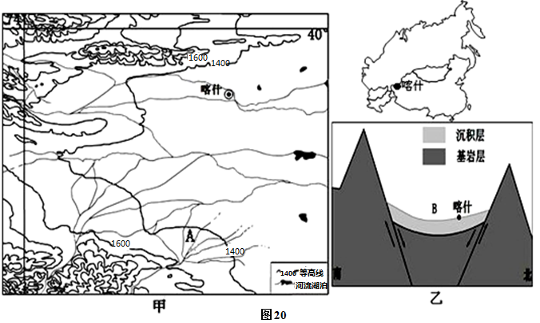 40°
1600
1400
喀什
A
1600
1400
1400 等高线
河流湖泊
甲
喀什
沉积层
基岩层
B
喀什
南
北
乙
图20